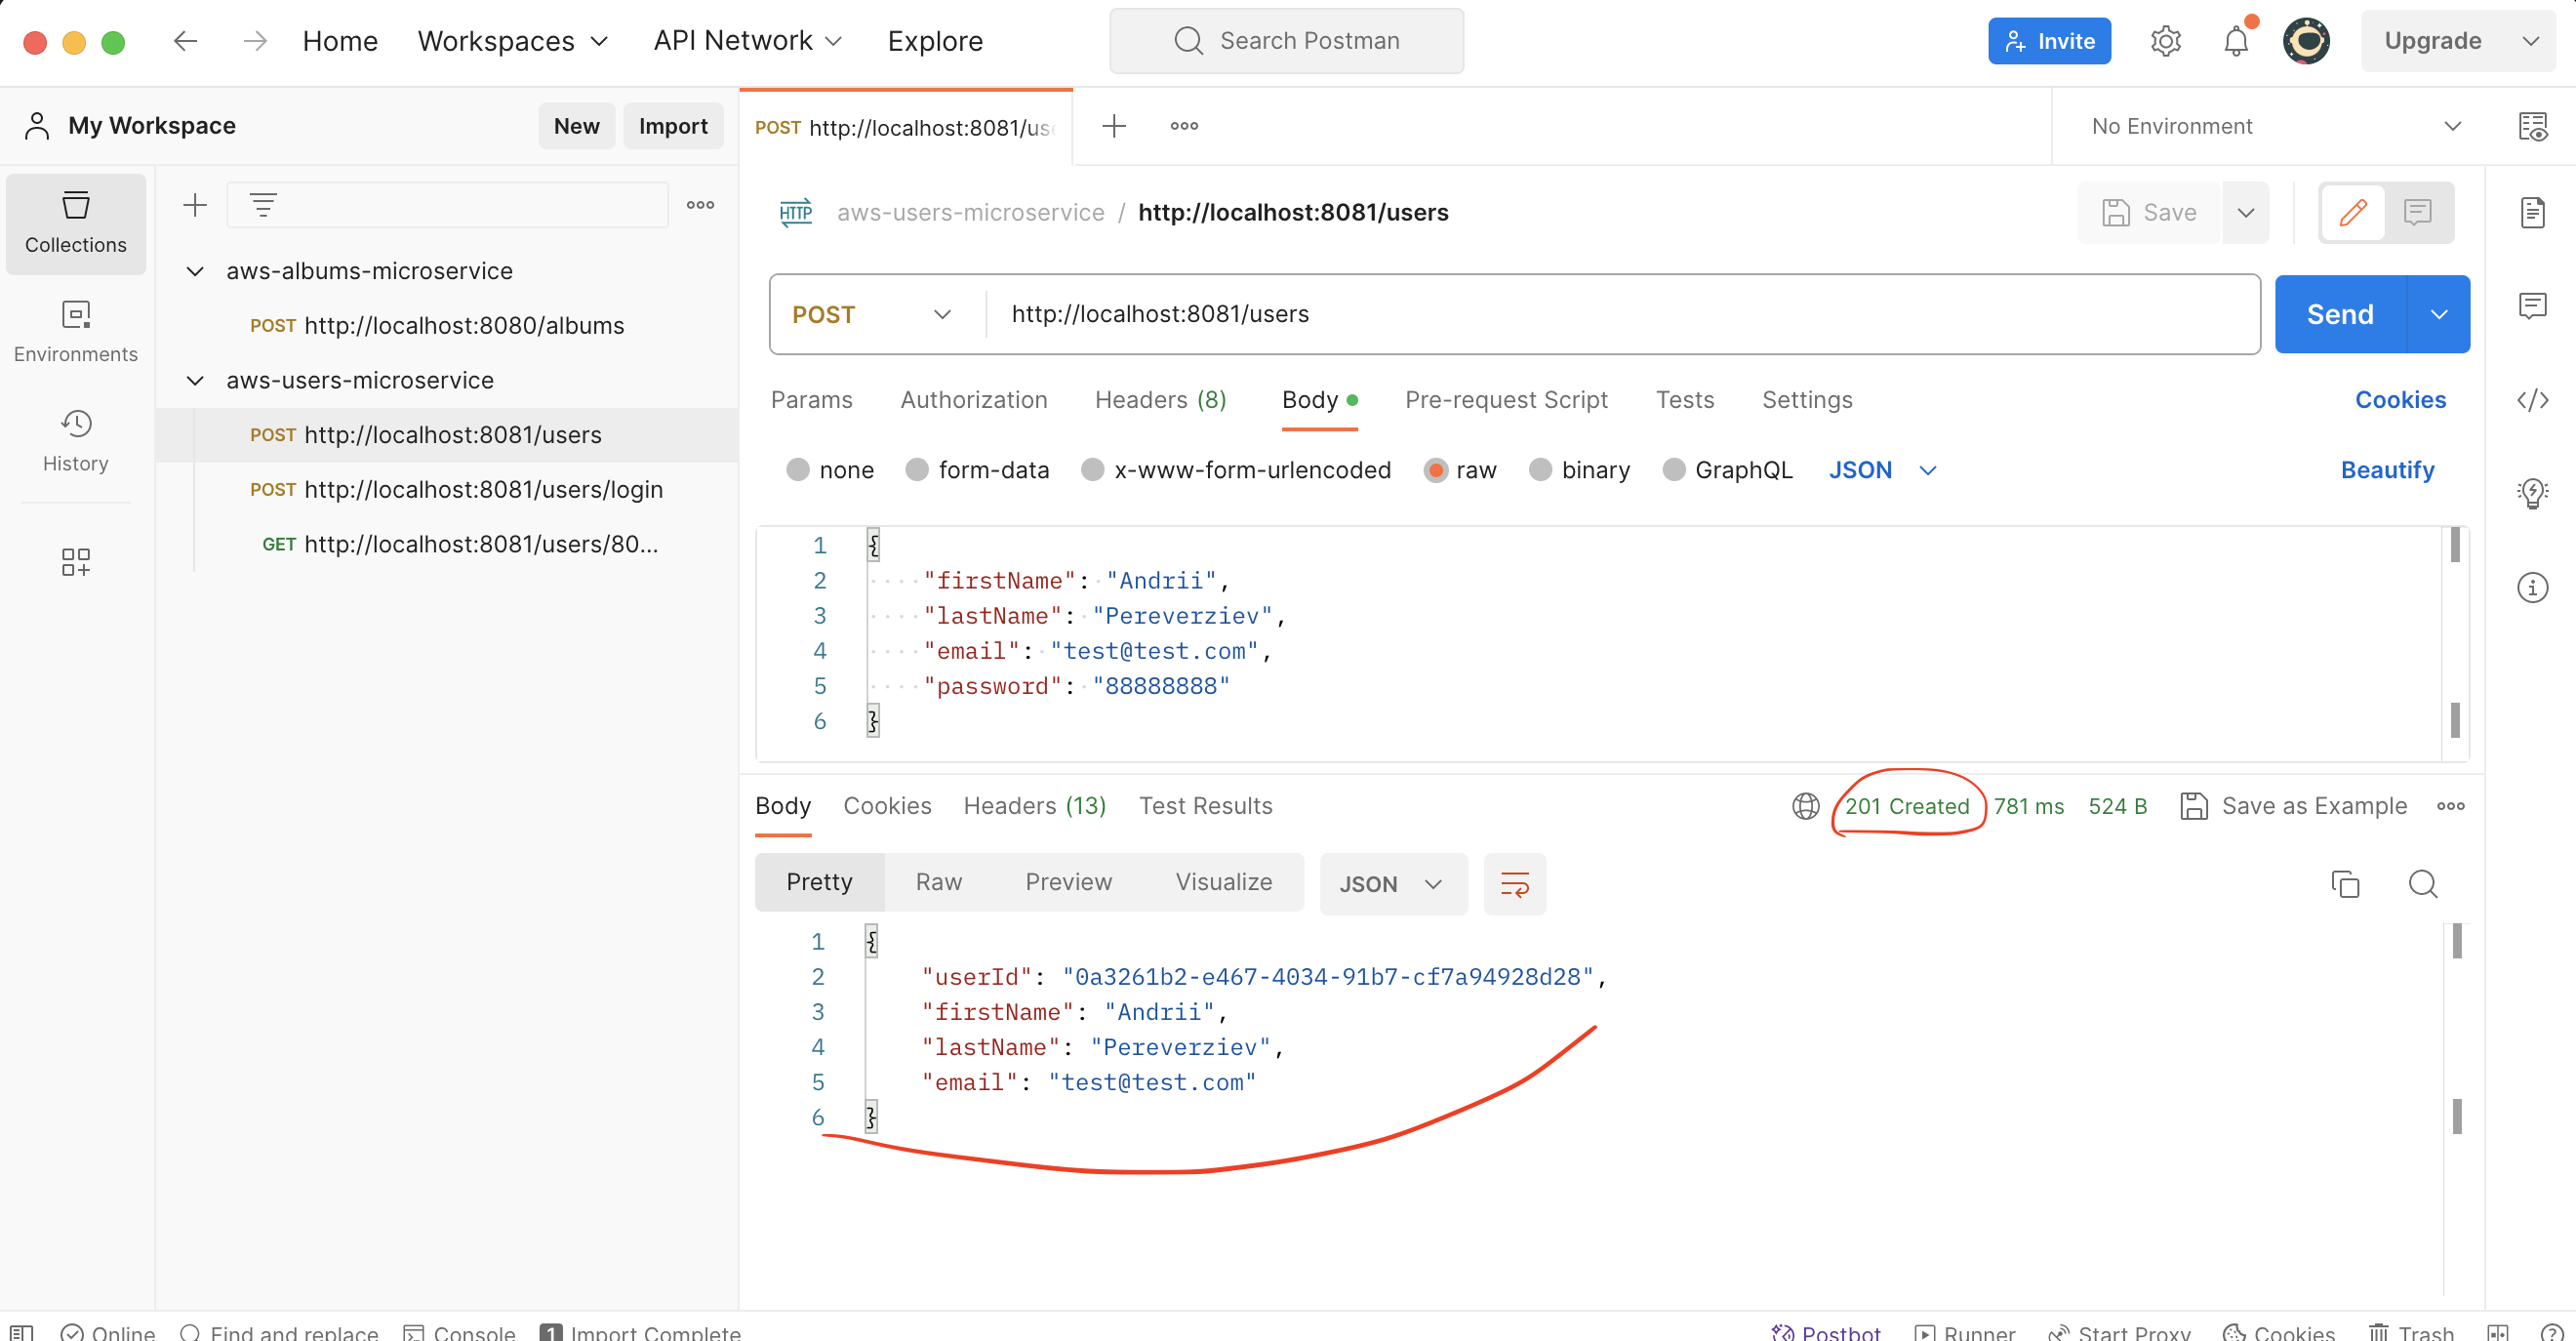 Home Workspaces API Network Explore Search Postman Invite Upgrade
My Workspace New Import POST http://localhost:8081/us No Environment
Collections
Environments
History
aws-albums-microservice
POST http://localhost:8080/albums
aws-users-microservice
POST http://localhost:8081/users
POST http://localhost:8081/users/login
GET http://localhost:8081/users/80...
HTTP aws-users-microservice / http://localhost:8081/users Save
POST http://localhost:8081/users Send
Params Authorization Headers (8) Body Pre-request Script Tests Settings Cookies
none form-data x-www-form-urlencoded raw binary GraphQL JSON Beautify
1 {
2 "firstName": "Andrii",
3 "lastName": "Pereverziev",
4 "email": "test@test.com",
5 "password": "88888888"
6 }
Body Cookies Headers (13) Test Results 201 Created 781 ms 524 B Save as Example
Pretty Raw Preview Visualize JSON
1 {
2 "userId": "0a3261b2-e467-4034-91b7-cf7a94928d28",
3 "firstName": "Andrii",
4 "lastName": "Pereverziev",
5 "email": "test@test.com"
6 }
Online Find and replace Console 1 Import Complete Postbot Runner Start Proxy Cookies Trash